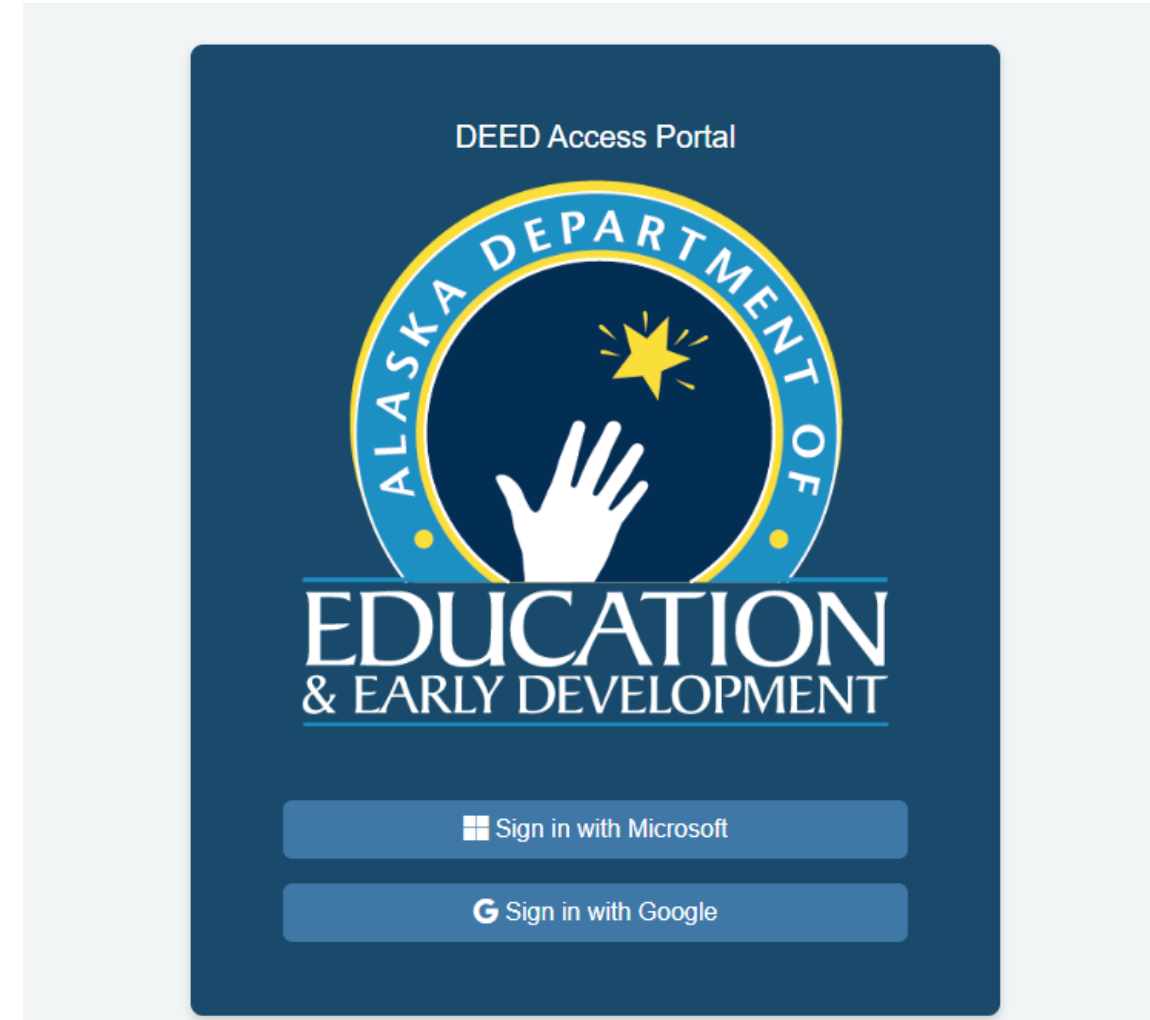 DEED Access Portal
ALASKA DEPARTMENT OF
EDUCATION
& EARLY DEVELOPMENT
Sign in with Microsoft
G Sign in with Google